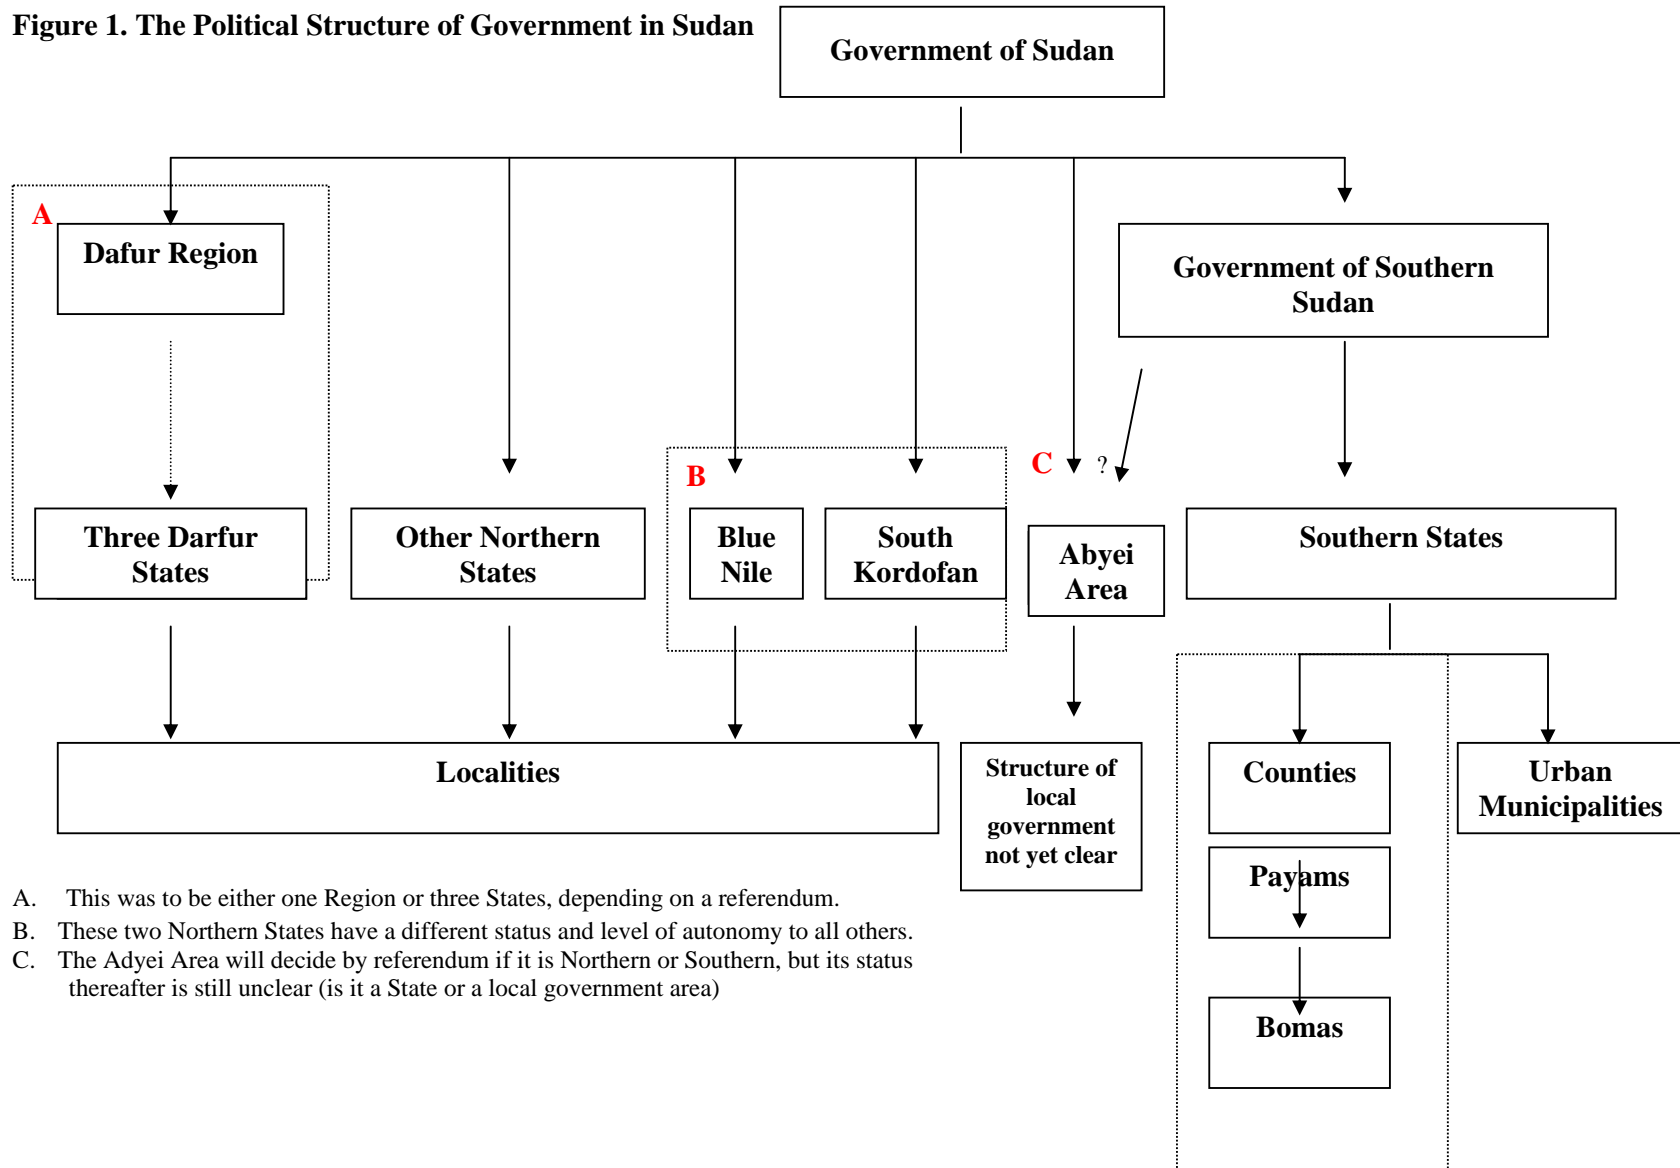 Figure 1. The Political Structure of Government in Sudan
Government of Sudan
A
Dafur Region
Government of Southern
Sudan
B
C
?
Three Darfur
States
Other Northern
States
Blue
Nile
South
Kordofan
Abyei
Area
Southern States
Localities
Structure of
local
government
not yet clear
Counties
Urban
Municipalities
Payams
Bomas
A. This was to be either one Region or three States, depending on a referendum.
B. These two Northern States have a different status and level of autonomy to all others.
C. The Adyei Area will decide by referendum if it is Northern or Southern, but its status
thereafter is still unclear (is it a State or a local government area)